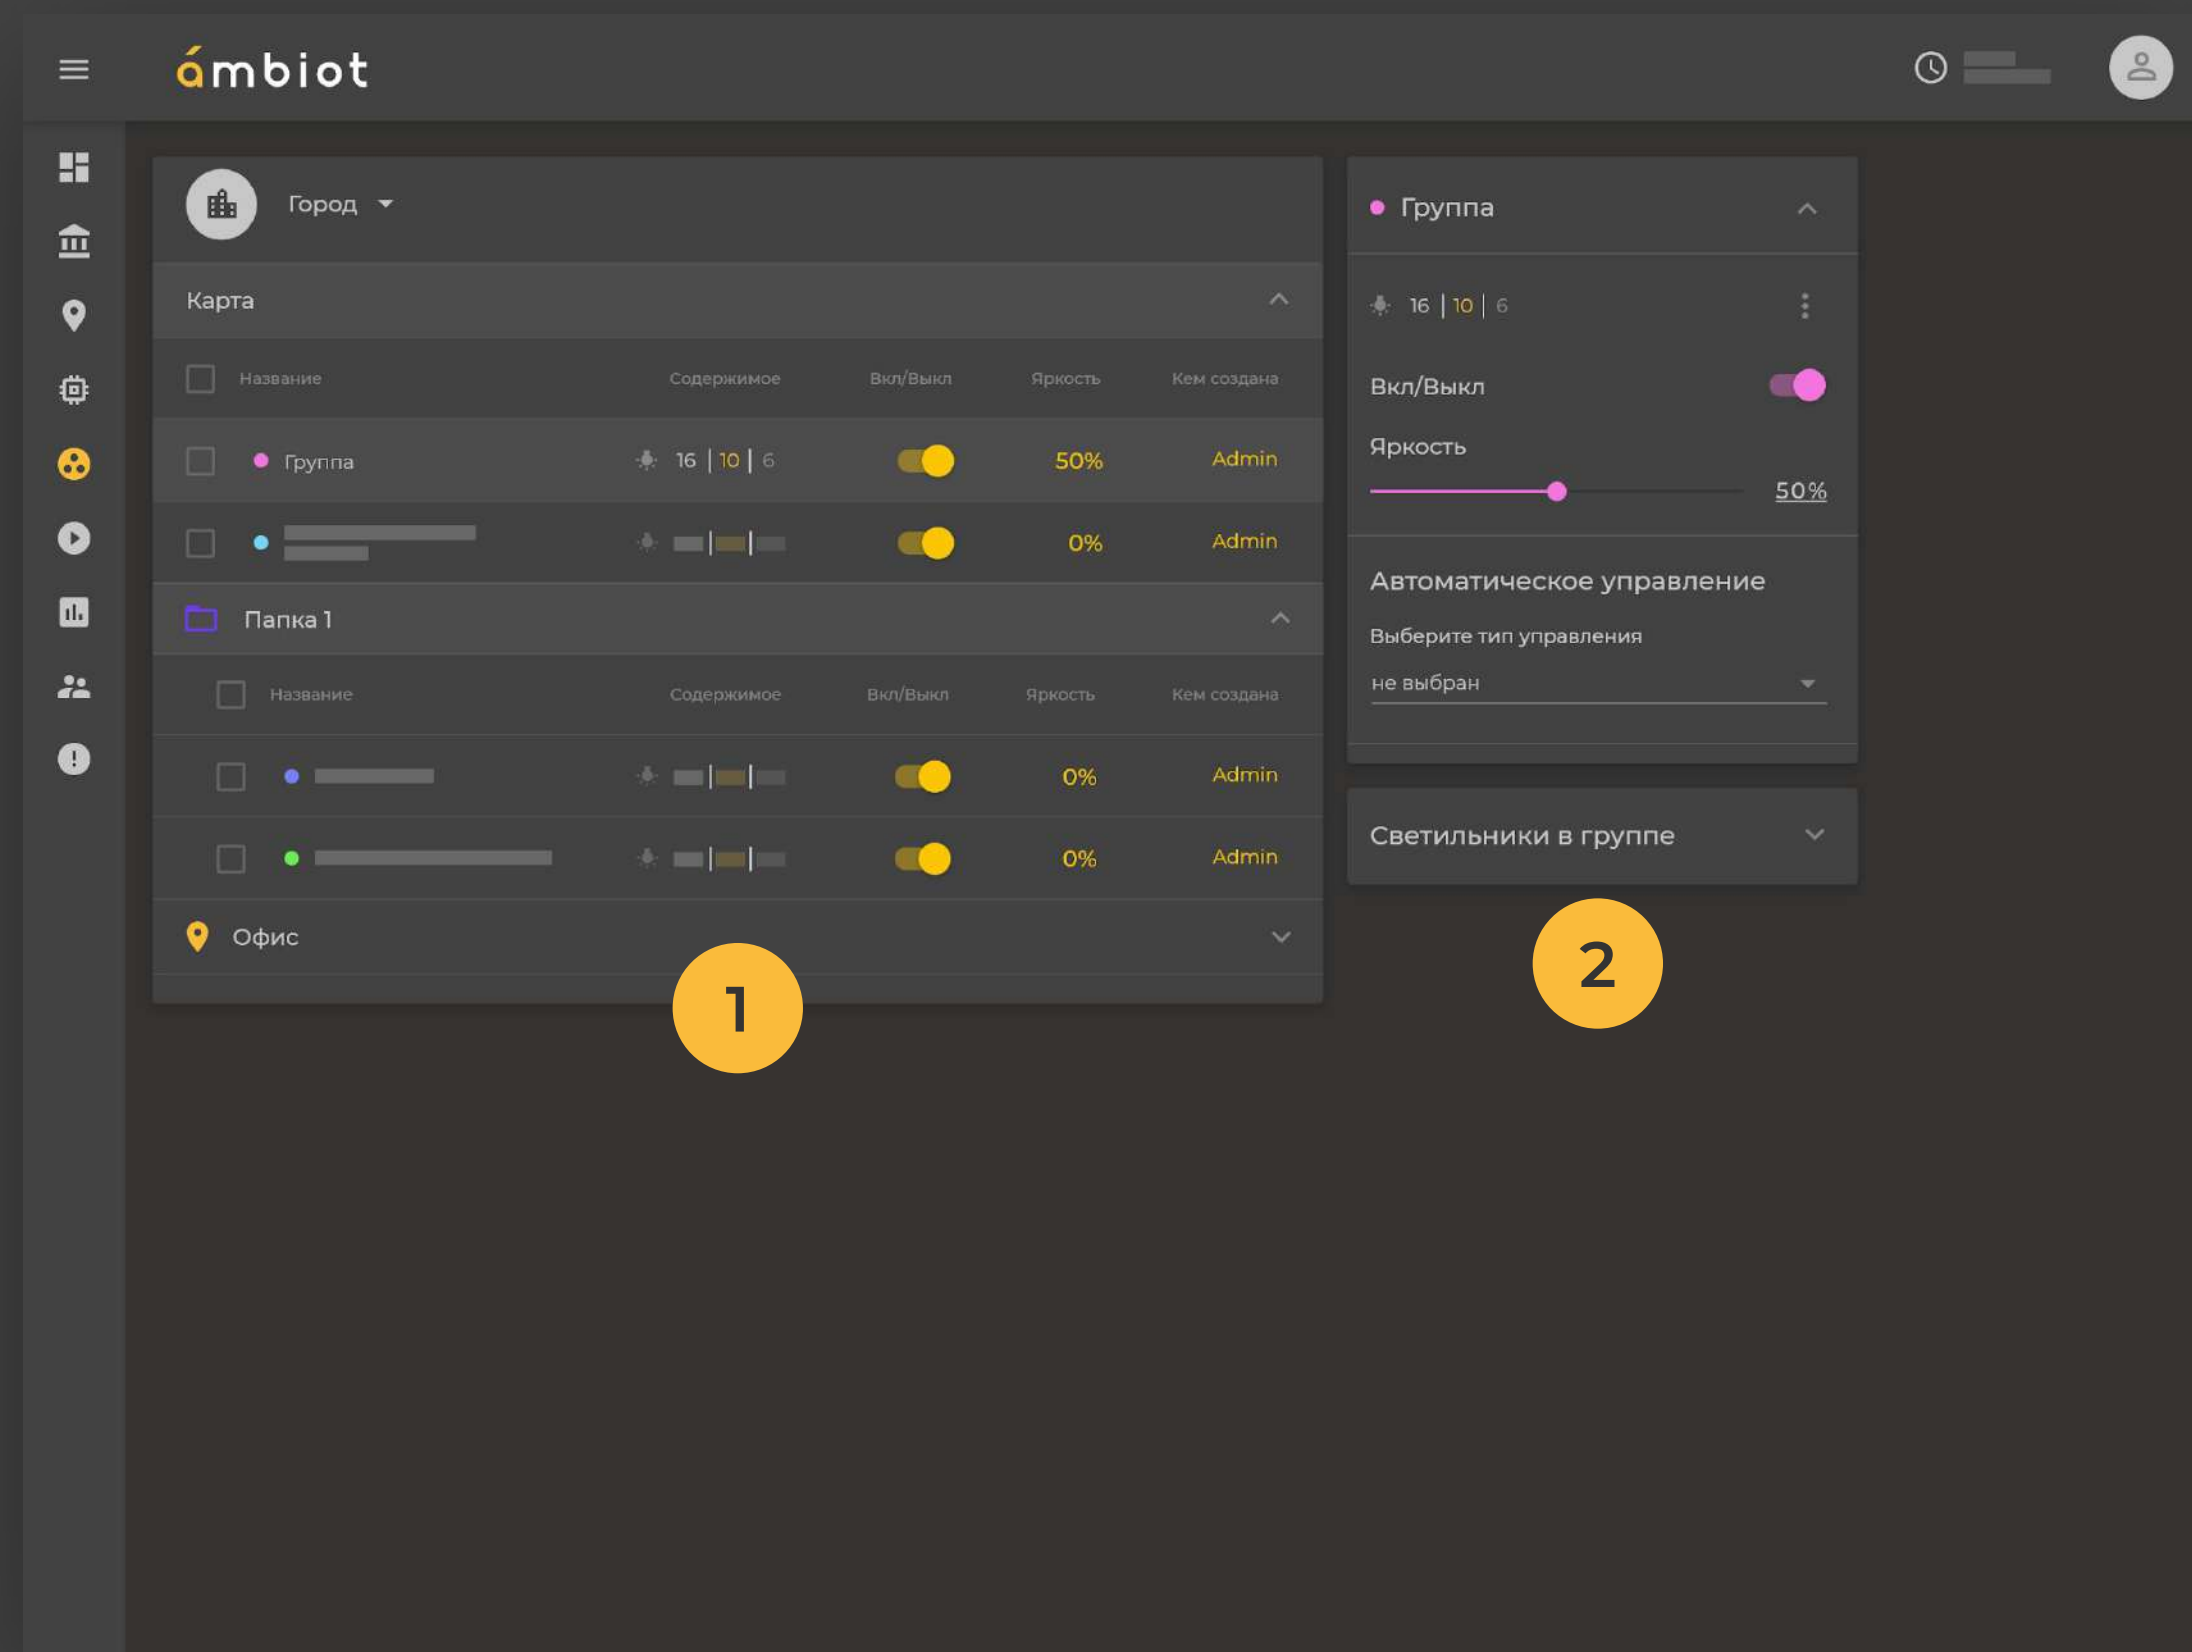 ámbiot
Город
Карта
Название Содержимое Вкл/Выкл Яркость Кем создана
Группа 16 | 10 | 6 50% Admin
0% Admin
Папка 1
Название Содержимое Вкл/Выкл Яркость Кем создана
0% Admin
0% Admin
Офис
1
Группа
16 | 10 | 6
Вкл/Выкл
Яркость
50%
Автоматическое управление
Выберите тип управления
не выбран
Светильники в группе
2